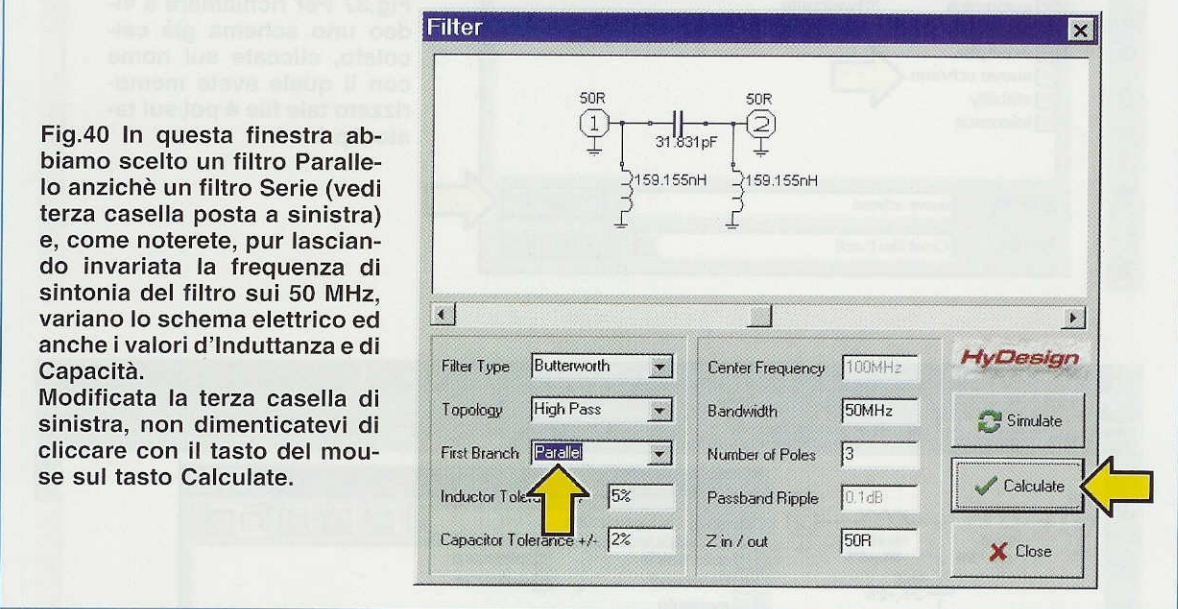 Fig.40 In questa finestra ab-
biamo scelto un filtro Paralle-
lo anzichè un filtro Serie (vedi
terza casella posta a sinistra)
e, come noterete, pur lascian-
do invariata la frequenza di
sintonia del filtro sui 50 MHz,
variano lo schema elettrico ed
anche i valori d'Induttanza e di
Capacità.
Modificata la terza casella di
sinistra, non dimenticatevi di
cliccare con il tasto del mou-
se sul tasto Calculate.
Filter
50R 50R
1 2
31.831pF
159.155nH 159.155nH
Filter Type Butterworth
Topology High Pass
First Branch Parallel
Inductor 5%
Capacitor Tolerance +/- 2%
Center Frequency 100MHz
Bandwidth 50MHz
Number of Poles 3
Passband Ripple 0.1dB
Z in / out 50R
HyDesign
Simulate
Calculate
Close